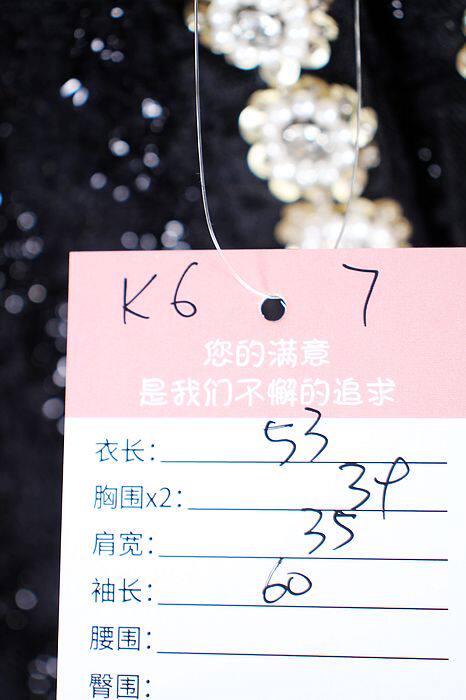 K6 7
您的满意
是我们不懈的追求
衣长: 53
胸围x2: 39
肩宽: 35
袖长: 60
腰围:
臀围: